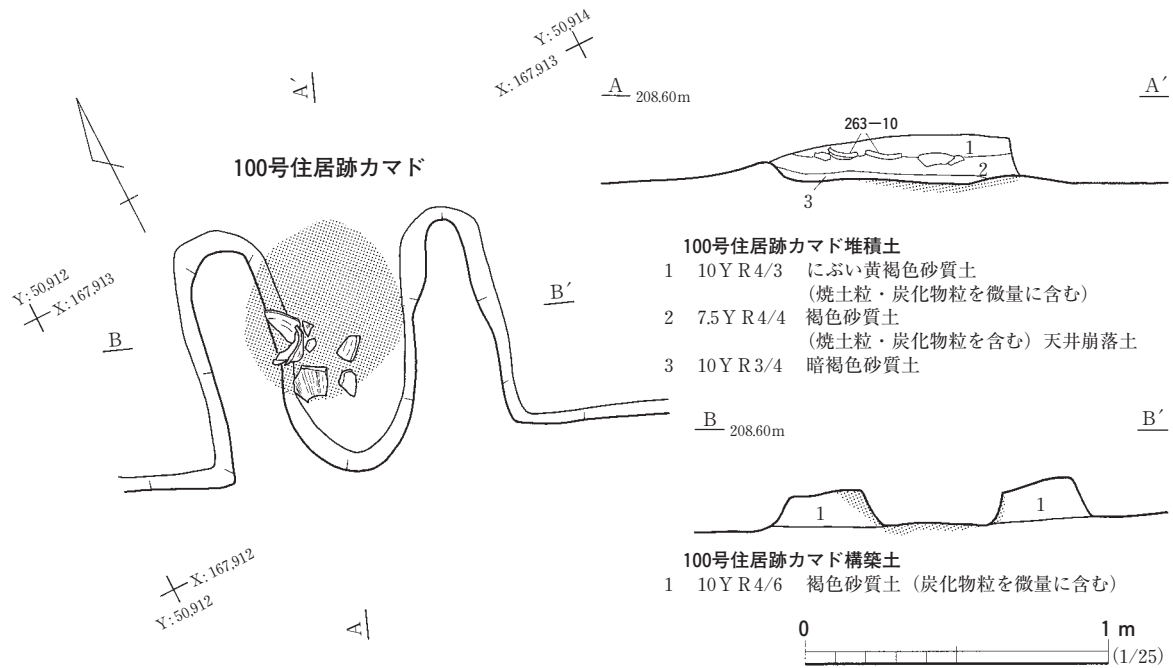 Y: 50,914
X: 167,913
A′
100号住居跡カマド
Y: 50,912
X: 167,913
B
B′
X: 167,912
Y: 50,912
A
A 208.60m
A′
263－10
1
2
3
100号住居跡カマド堆積土
1 10ＹＲ4/3 にぶい黄褐色砂質土
（焼土粒・炭化物粒を微量に含む）
2 7.5ＹＲ4/4 褐色砂質土
（焼土粒・炭化物粒を含む）天井崩落土
3 10ＹＲ3/4 暗褐色砂質土
B 208.60m
B′
1
1
100号住居跡カマド構築土
1 10ＹＲ4/6 褐色砂質土（炭化物粒を微量に含む）
0 1 m
(1/25)